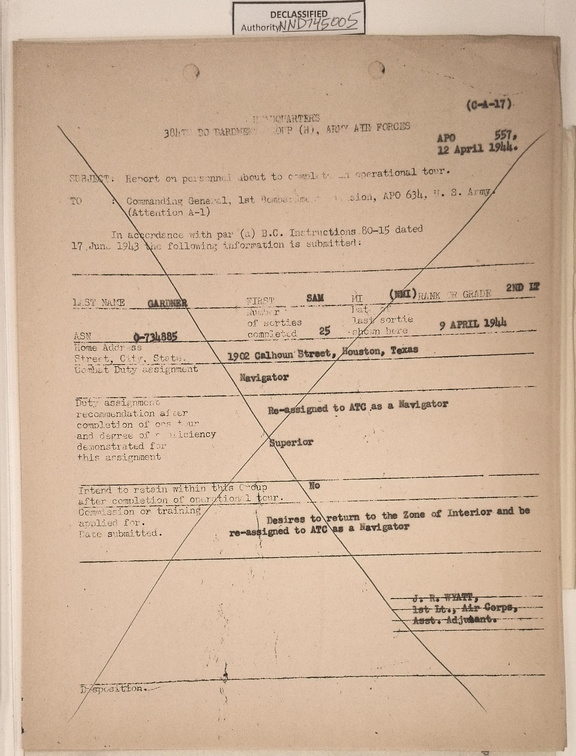 DECLASSIFIED
Authority NND745005
(C-A-17)
HEADQUARTERS
384TH BO BARDMEN GROUP (H), ARMY AIR FORCES
APO 557,
12 April 1944.
SUBJECT: Report on personnel about to complete an operational tour.
TO : Commanding General, 1st Bombardment Division, APO 634, U. S. Army.
(Attention A-1)
In accordance with par (a) B.C. Instructions 80-15 dated
17 June 1943 the following information is submitted:
LAST NAME GARDNER FIRST SAM MI (NMI) RANK OR GRADE 2ND LT
ASN O-734885 Number of sorties completed 25 Dat last sortie shown here 9 APRIL 1944
Home Address
Street, City, State. 1902 Calhoun Street, Houston, Texas
Combat Duty assignment
Navigator
Duty assignment
recommendation after Re-assigned to ATC as a Navigator
completion of ops tour
and degree of proficiency
demonstrated for Superior
this assignment
Intend to retain within this Group No
after completion of operational tour.
Commission or training
applied for. Desires to return to the Zone of Interior and be
Date submitted. re-assigned to ATC as a Navigator
J. R. WYATT,
1st Lt., Air Corps,
Asst. Adjutant.
Disposition.